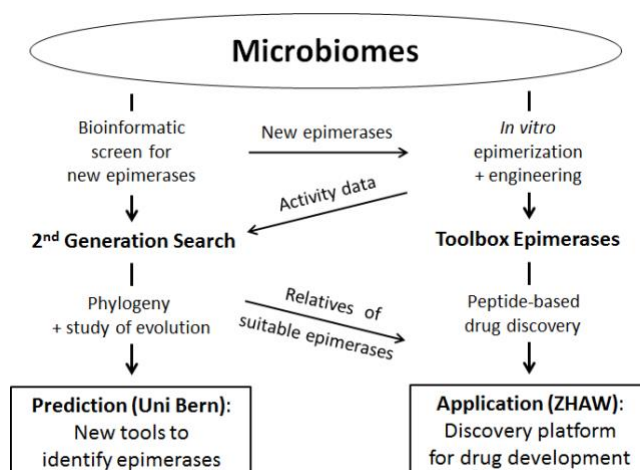 Microbiomes
Bioinformatic
screen for
new epimerases
New epimerases
In vitro
epimerization
+ engineering
Activity data
2nd Generation Search
Toolbox Epimerases
Phylogeny
+ study of evolution
Relatives of
suitable epimerases
Peptide-based
drug discovery
Prediction (Uni Bern):
New tools to
identify epimerases
Application (ZHAW):
Discovery platform
for drug development